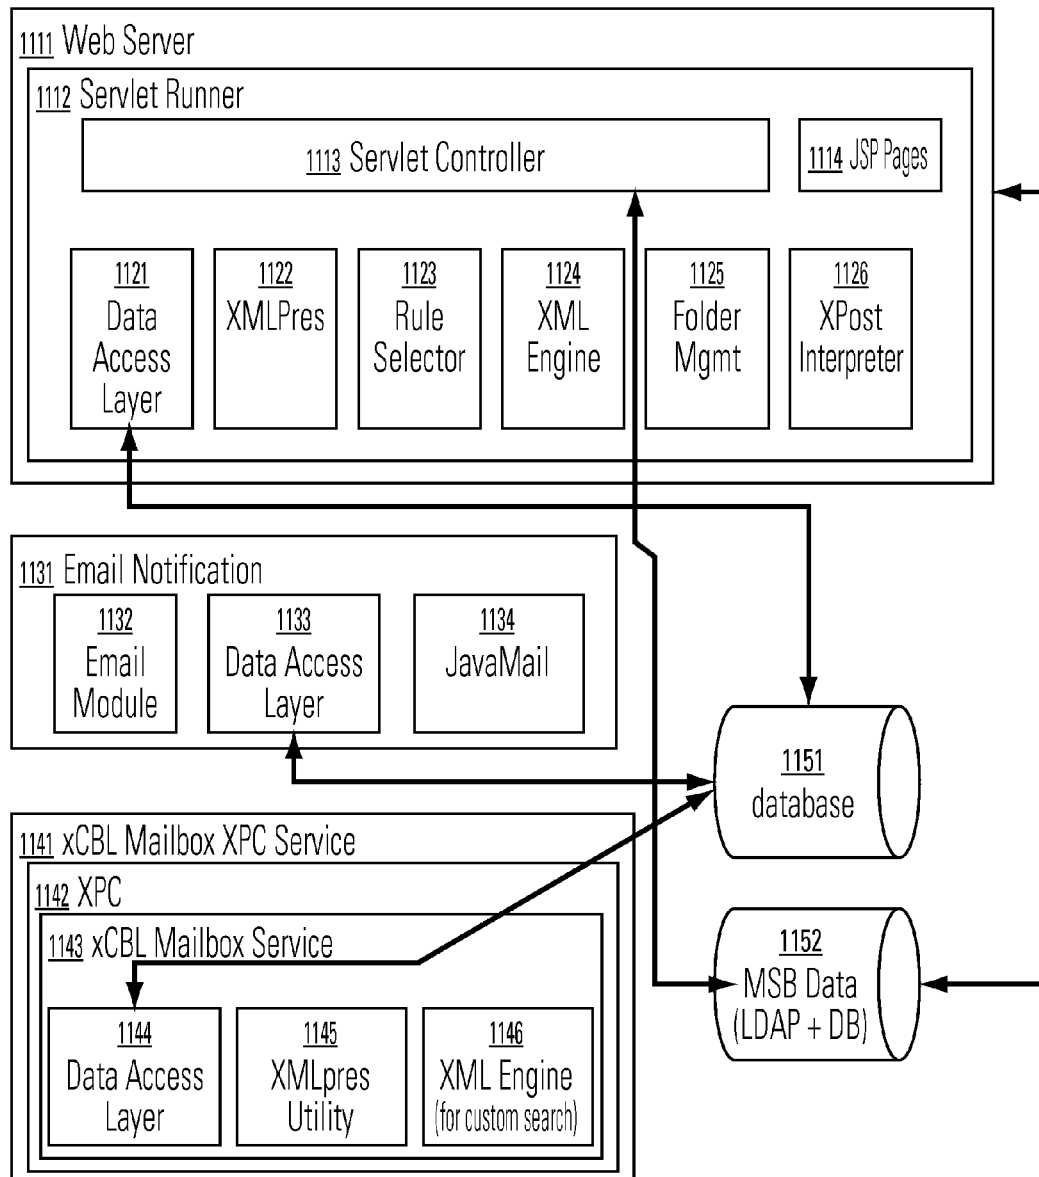 1111 Web Server
1112 Servlet Runner
1113 Servlet Controller
1114 JSP Pages
1121
Data
Access
Layer
1122
XMLPres
1123
Rule
Selector
1124
XML
Engine
1125
Folder
Mgmt
1126
XPost
Interpreter
1131 Email Notification
1132
Email
Module
1133
Data Access
Layer
1134
JavaMail
1151
database
1141 xCBL Mailbox XPC Service
1142 XPC
1143 xCBL Mailbox Service
1144
Data Access
Layer
1145
XMLpres
Utility
1146
XML Engine
(for custom search)
1152
MSB Data
(LDAP + DB)